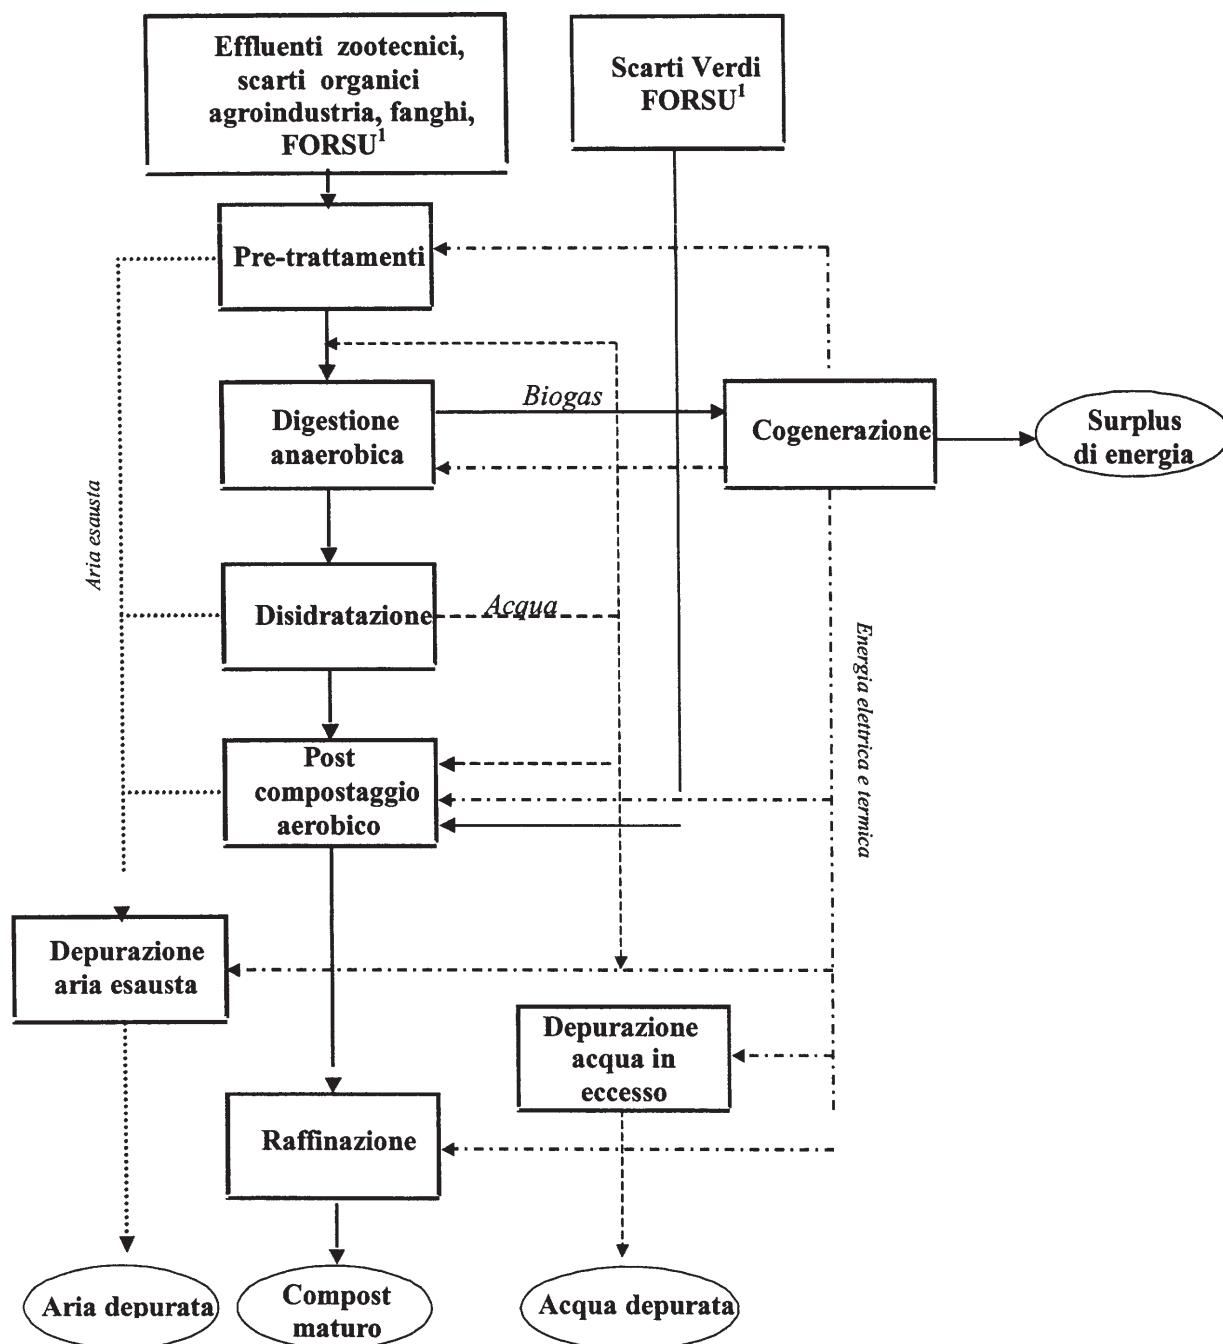 Effluenti zootecnici,
scarti organici
agroindustria, fanghi,
FORSU¹
Scarti Verdi
FORSU¹
Pre-trattamenti
Biogas
Digestione
anaerobica
Cogenerazione
Surplus
di energia
Aria esausta
Disidratazione
Acqua
Energia elettrica e termica
Post
compostaggio
aerobico
Depurazione
aria esausta
Depurazione
acqua in
eccesso
Raffinazione
Aria depurata
Compost
maturo
Acqua depurata